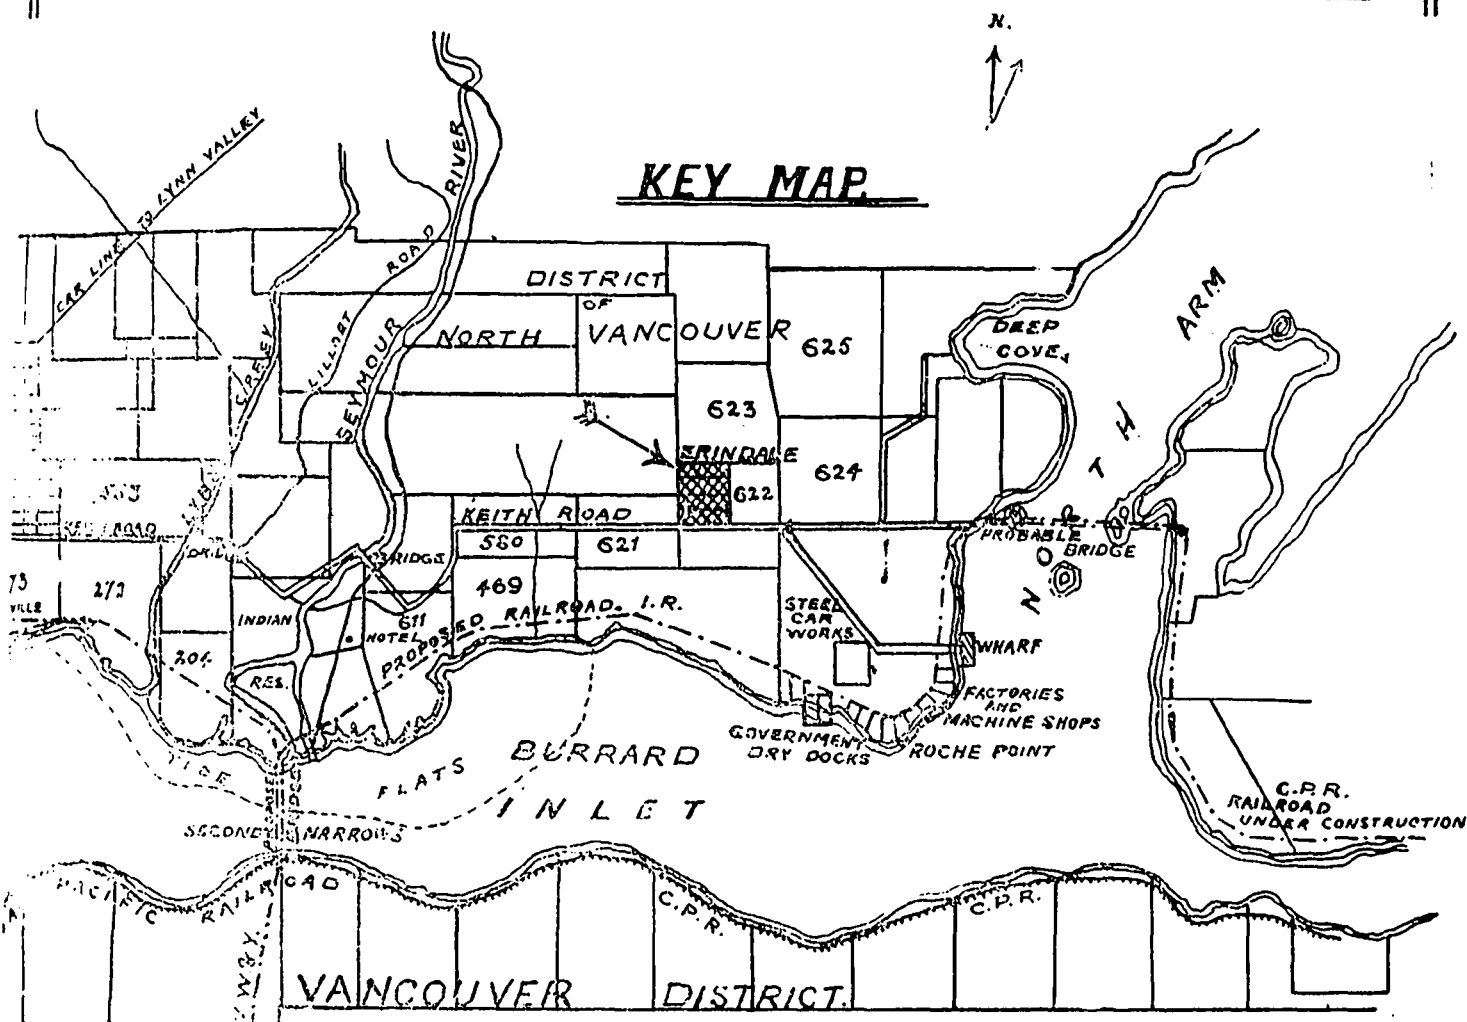 N.
KEY MAP.
CAR LINE TO LYNN VALLEY
LILLOET ROAD
SEYMOUR RIVER
DISTRICT
OF
NORTH VANCOUVER
NORTH ARM
DEEP
COVE
625
623
ERINDALE
622
624
KEITH ROAD
580
621
469
BRIDGE
PROBABLE
BRIDGE
273
INDIAN
RES.
204
611
HOTEL
PROPOSED RAILROAD. I.R.
STEEL
CAR
WORKS
WHARF
FACTORIES
AND
MACHINE SHOPS
GOVERNMENT
DRY DOCKS
ROCHE POINT
TIDE FLATS
BURRARD
INLET
SECOND NARROWS
C.P.R.
RAILROAD
UNDER CONSTRUCTION
PACIFIC RAILROAD
C.P.R.
C.P.R.
VANCOUVER DISTRICT.